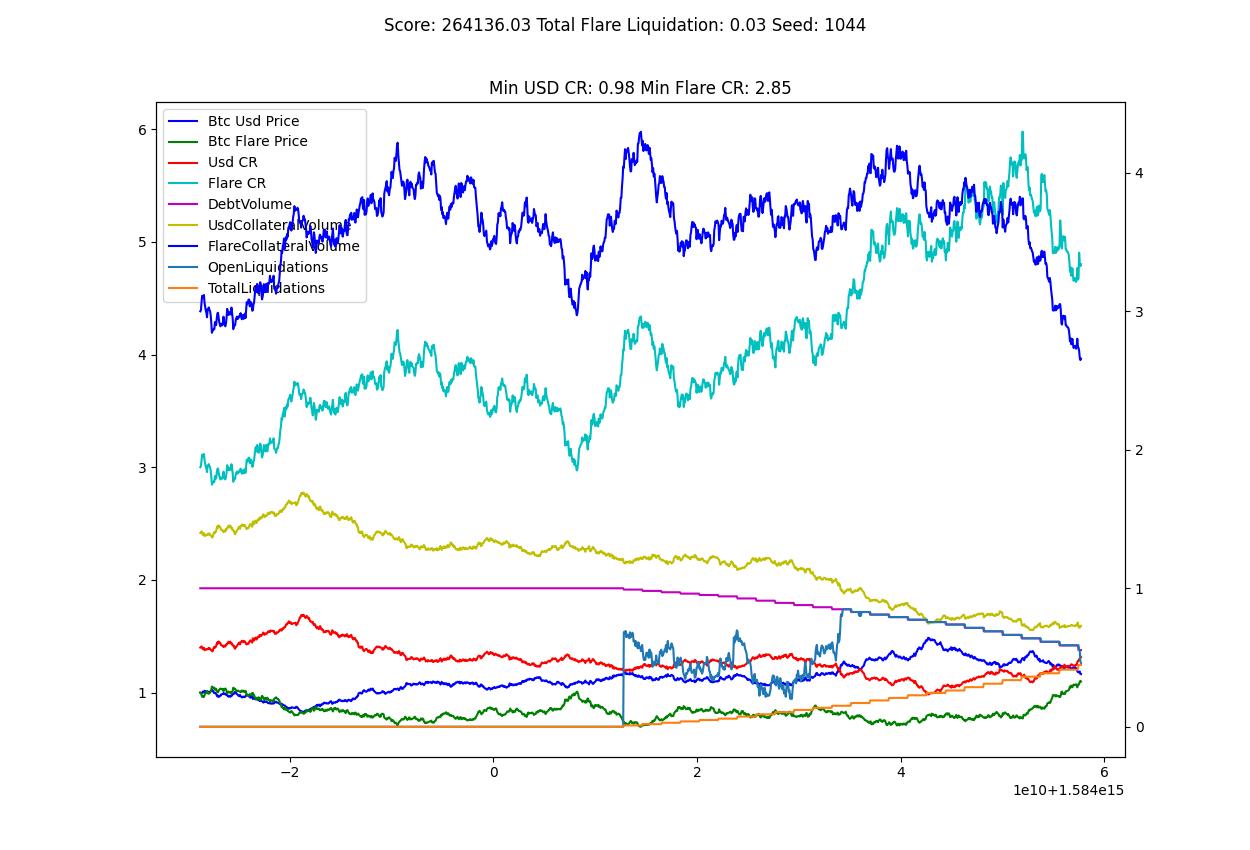 Score: 264136.03 Total Flare Liquidation: 0.03 Seed: 1044
Min USD CR: 0.98 Min Flare CR: 2.85
Btc Usd Price
Btc Flare Price
Usd CR
Flare CR
DebtVolume
UsdCollateralVolume
FlareCollateralVolume
OpenLiquidations
TotalLiquidations
6
5
4
3
2
1
4
3
2
1
0
−2
0
2
4
6
1e10+1.584e15